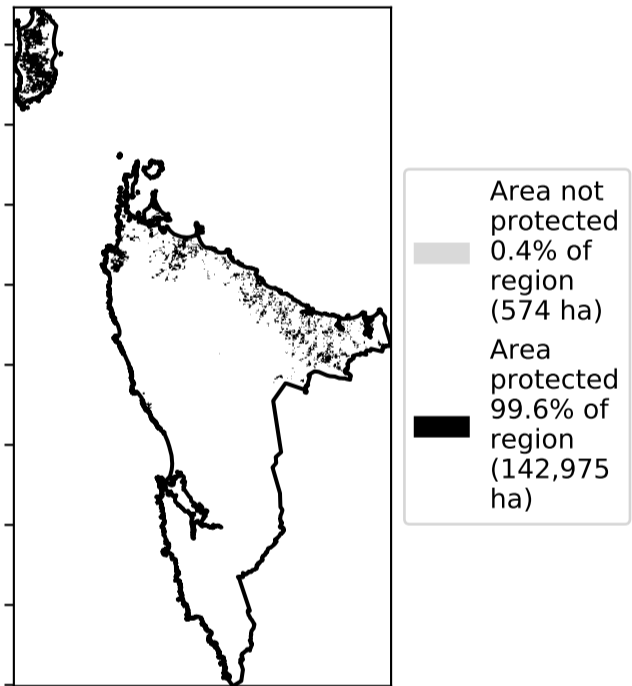 Area not
protected
0.4% of
region
(574 ha)
Area
protected
99.6% of
region
(142,975
ha)